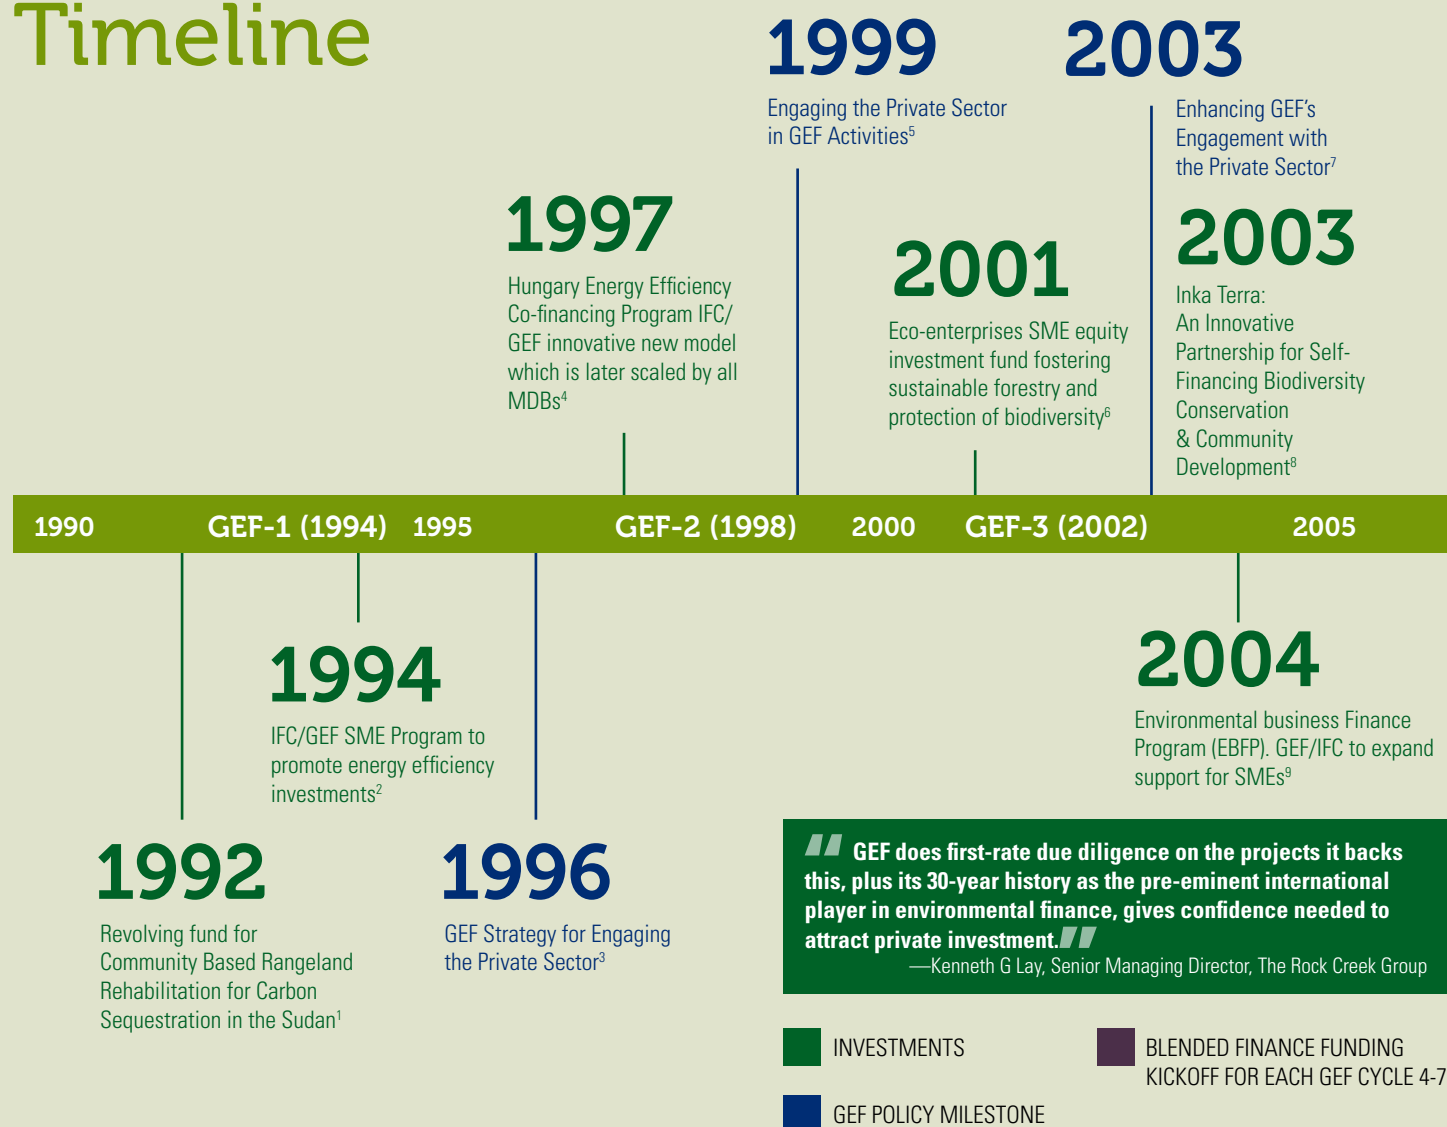 Timeline
1999
Engaging the Private Sector
in GEF Activities⁵
2003
Enhancing GEF's
Engagement with
the Private Sector⁷
1997
Hungary Energy Efficiency
Co-financing Program IFC/
GEF innovative new model
which is later scaled by all
MDBs⁴
2001
Eco-enterprises SME equity
investment fund fostering
sustainable forestry and
protection of biodiversity⁶
2003
Inka Terra:
An Innovative
Partnership for Self-
Financing Biodiversity
Conservation
& Community
Development⁸
1990 GEF-1 (1994) 1995 GEF-2 (1998) 2000 GEF-3 (2002) 2005
1994
IFC/GEF SME Program to
promote energy efficiency
investments²
1992
Revolving fund for
Community Based Rangeland
Rehabilitation for Carbon
Sequestration in the Sudan¹
1996
GEF Strategy for Engaging
the Private Sector³
2004
Environmental business Finance
Program (EBFP). GEF/IFC to expand
support for SMEs⁹
" GEF does first-rate due diligence on the projects it backs
this, plus its 30-year history as the pre-eminent international
player in environmental finance, gives confidence needed to
attract private investment."
—Kenneth G Lay, Senior Managing Director, The Rock Creek Group
INVESTMENTS
BLENDED FINANCE FUNDING
KICKOFF FOR EACH GEF CYCLE 4-7
GEF POLICY MILESTONE